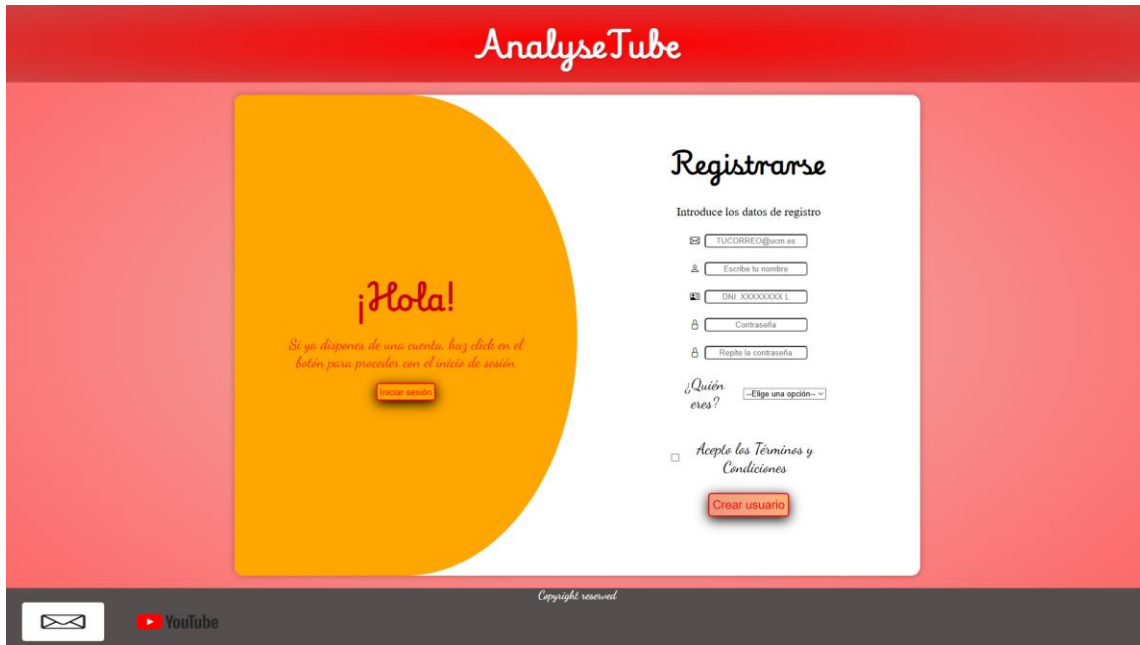 AnalyseTube
¡Hola!
Si ya dispones de una cuenta, haz click en el
botón para proceder con el inicio de sesión
Iniciar sesión
Registrarse
Introduce los datos de registro
TUCORREO@ucm.es
Escribe tu nombre
DNI: XXXXXXXX L
Contraseña
Repite la contraseña
¿Quién
eres?
--Elige una opción--
Acepto los Términos y
Condiciones
Crear usuario
Copyright reserved
YouTube